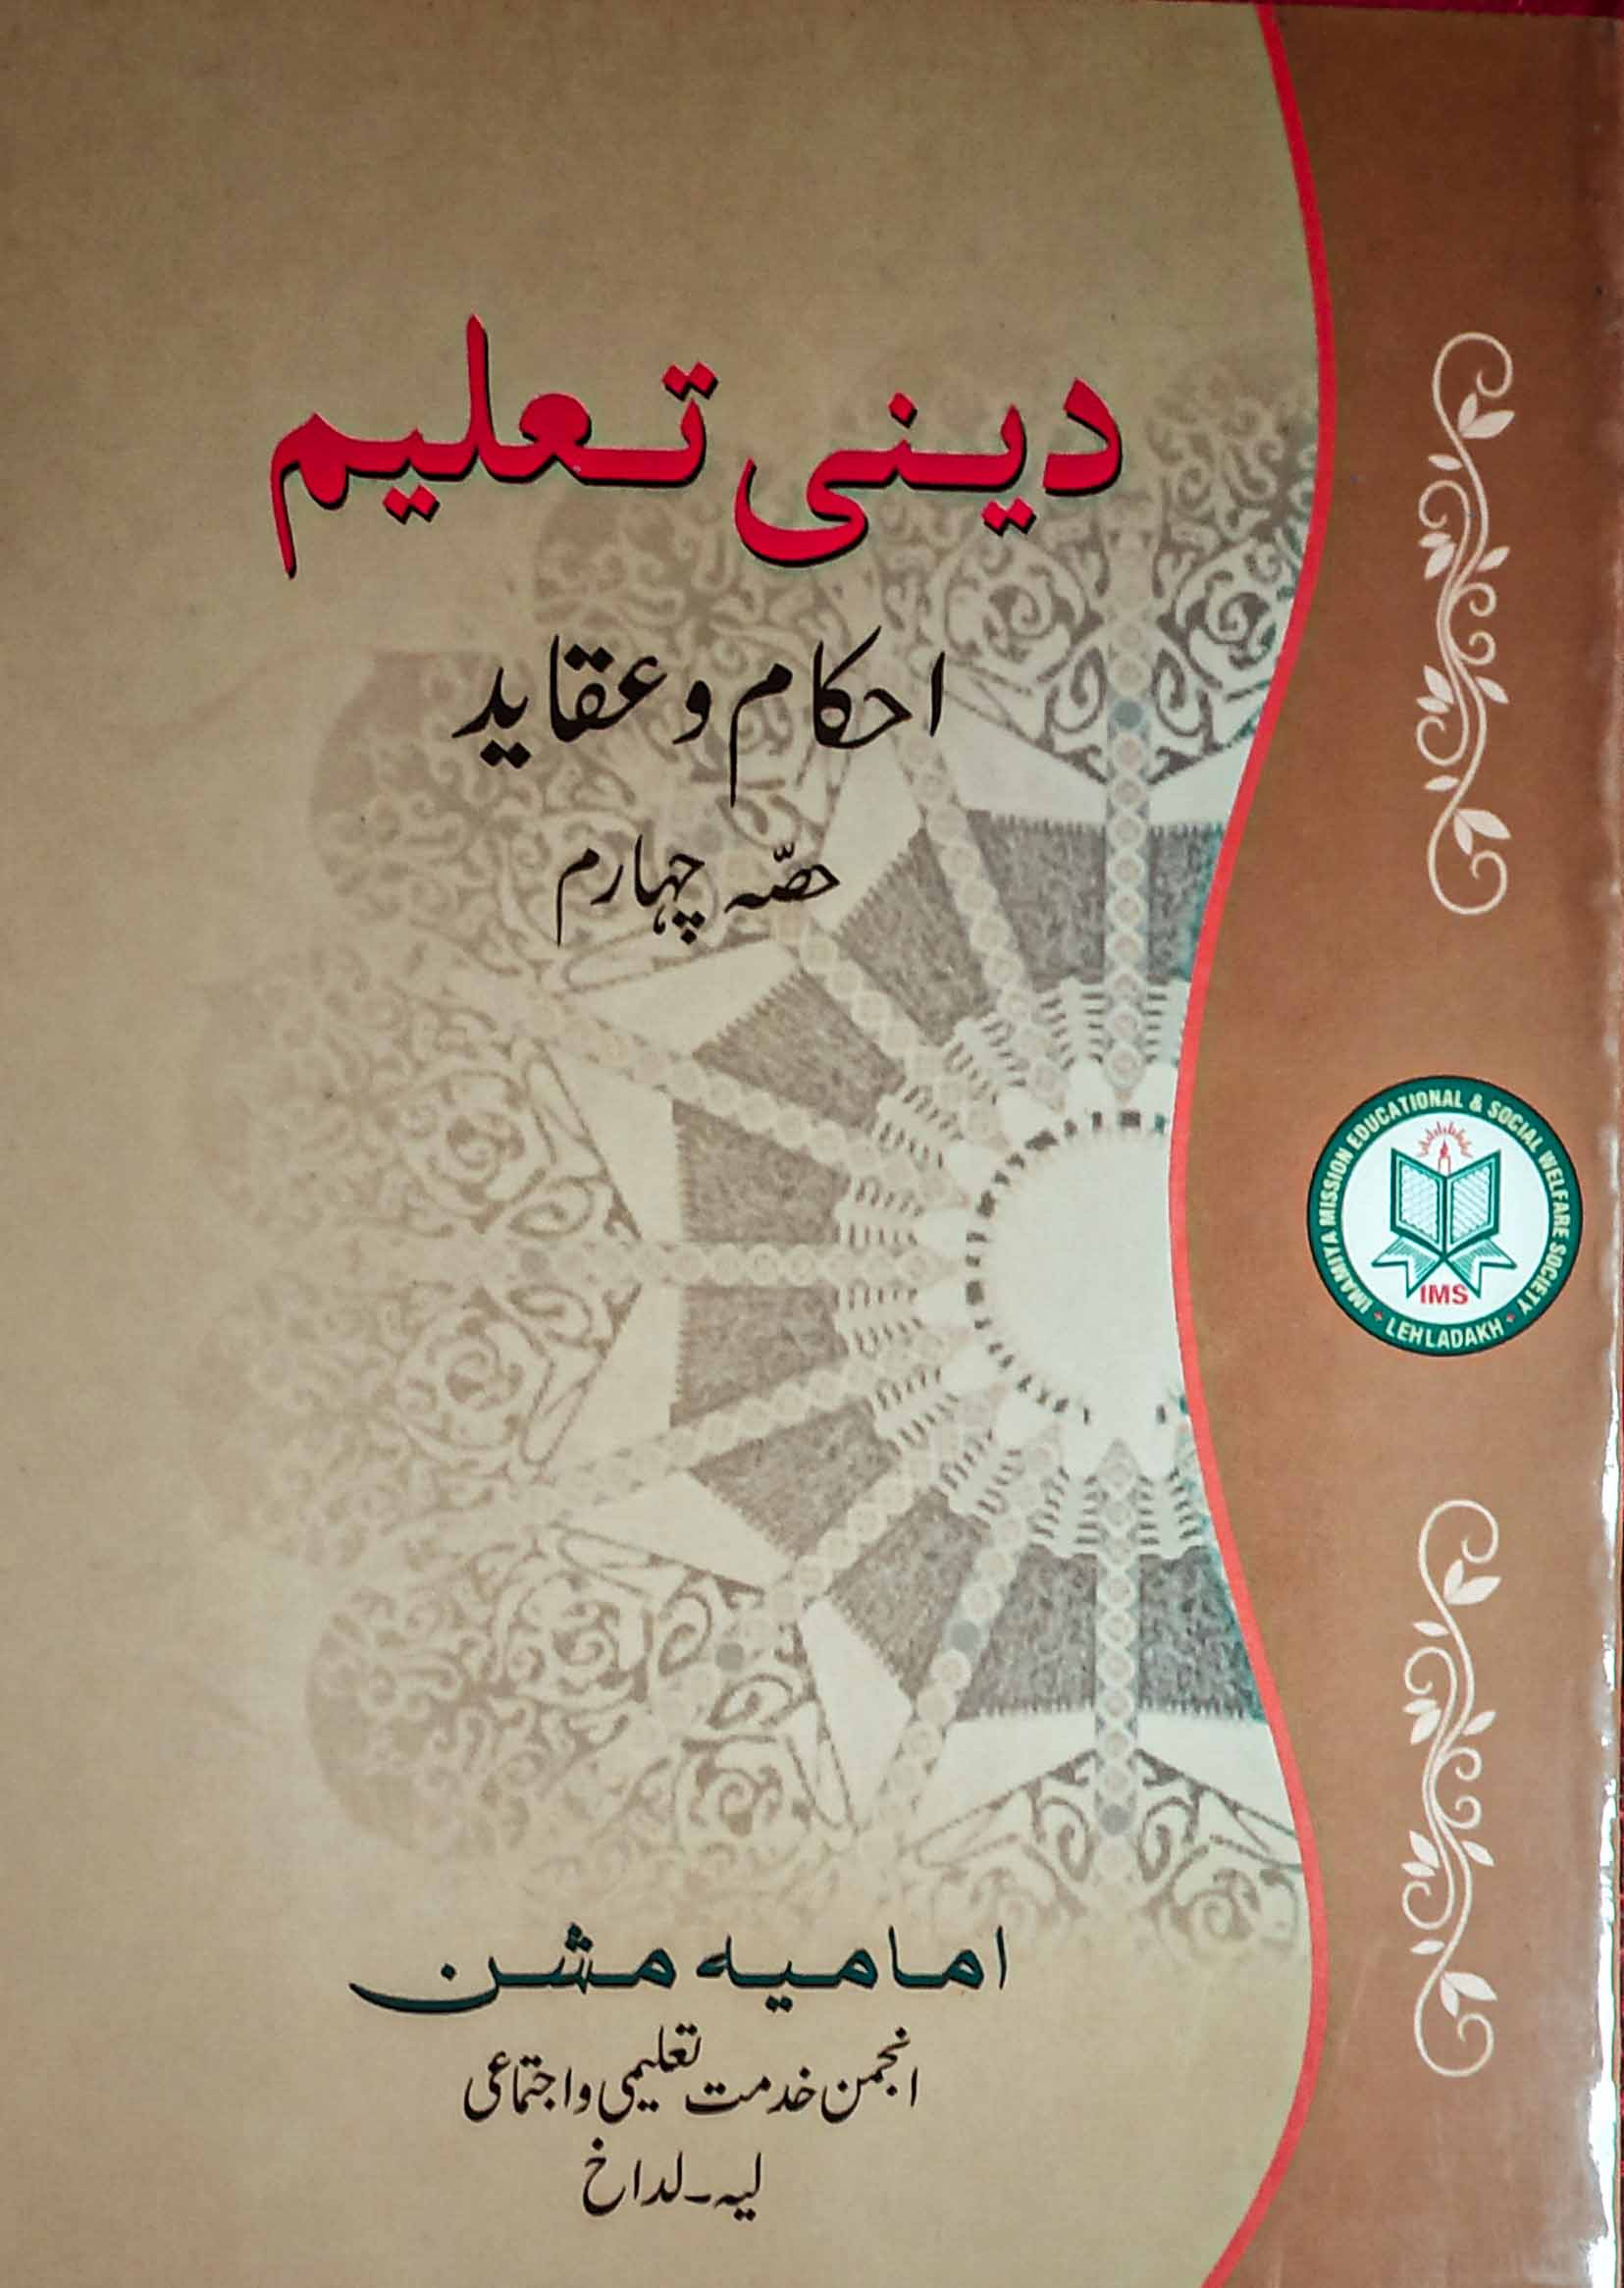 دینی تعلیم
احکام و عقاید
حصّہ چہارم
IMAMIYA MISSION EDUCATIONAL & SOCIAL WELFARE SOCIETY
IMS
LEH LADAKH
امامیہ مشن
انجمن خدمت تعلیمی و اجتماعی
لیہ۔لداخ